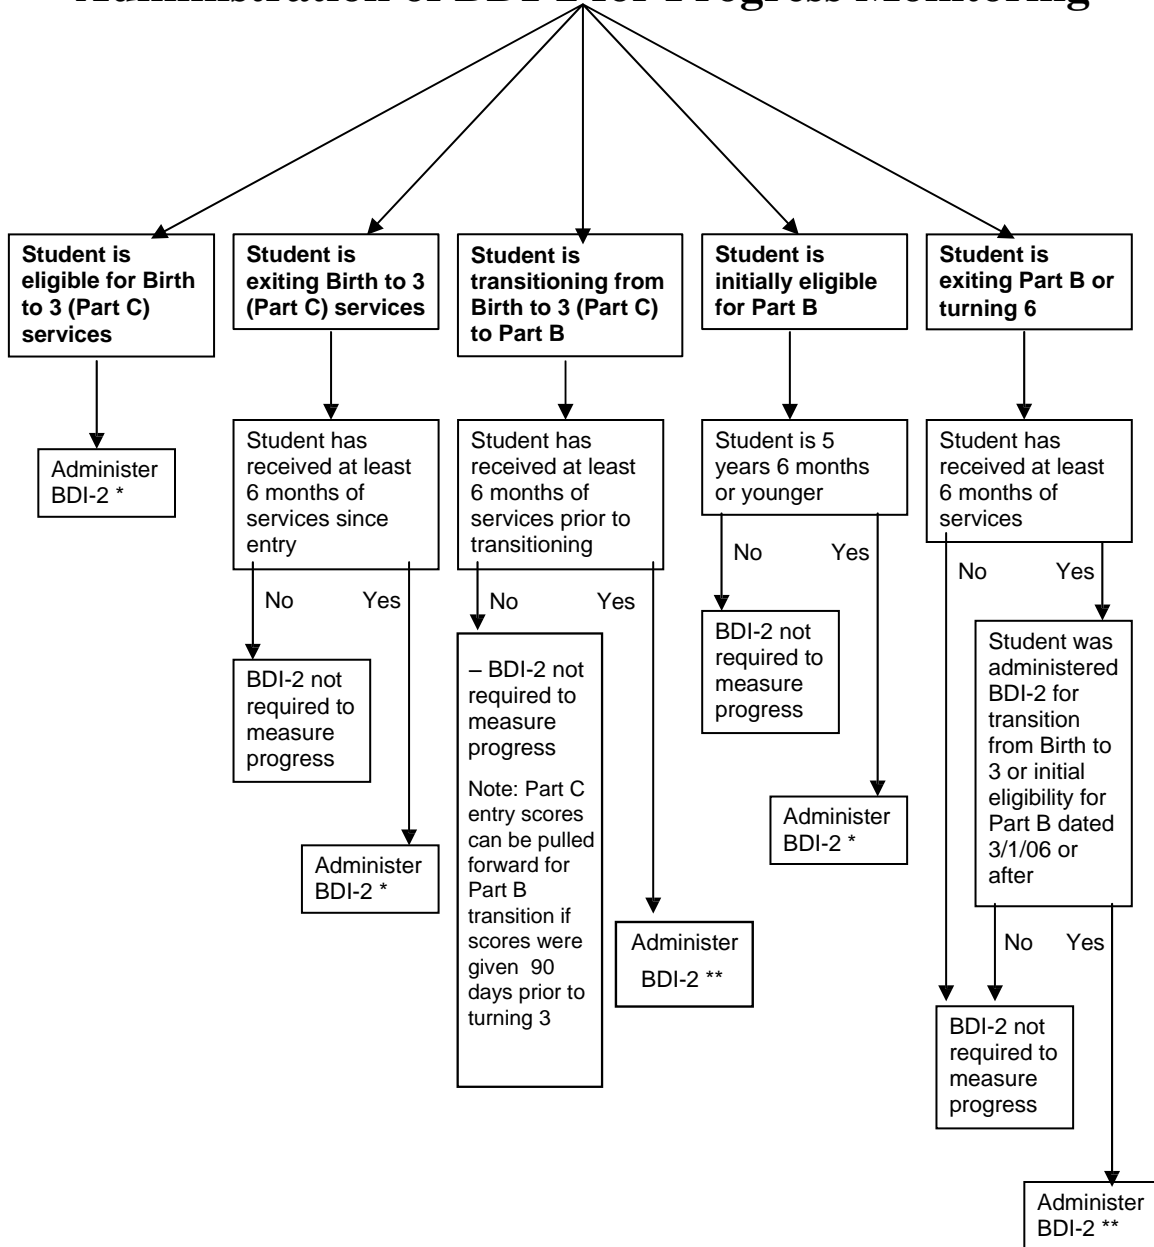 Administration of BDI-2 for Progress Monitoring
Student is
eligible for Birth
to 3 (Part C)
services
Student is
exiting Birth to 3
(Part C) services
Student is
transitioning from
Birth to 3 (Part C)
to Part B
Student is
initially eligible
for Part B
Student is
exiting Part B or
turning 6
Administer
BDI-2 *
Student has
received at least
6 months of
services since
entry
Student has
received at least
6 months of
services prior to
transitioning
Student is 5
years 6 months
or younger
Student has
received at least
6 months of
services
No Yes
No Yes
No Yes
No Yes
BDI-2 not
required to
measure
progress
Administer
BDI-2 *
– BDI-2 not
required to
measure
progress
Note: Part C
entry scores
can be pulled
forward for
Part B
transition if
scores were
given 90
days prior to
turning 3
Administer
BDI-2 **
BDI-2 not
required to
measure
progress
Administer
BDI-2 *
Student was
administered
BDI-2 for
transition
from Birth to
3 or initial
eligibility for
Part B dated
3/1/06 or
after
No Yes
BDI-2 not
required to
measure
progress
Administer
BDI-2 **